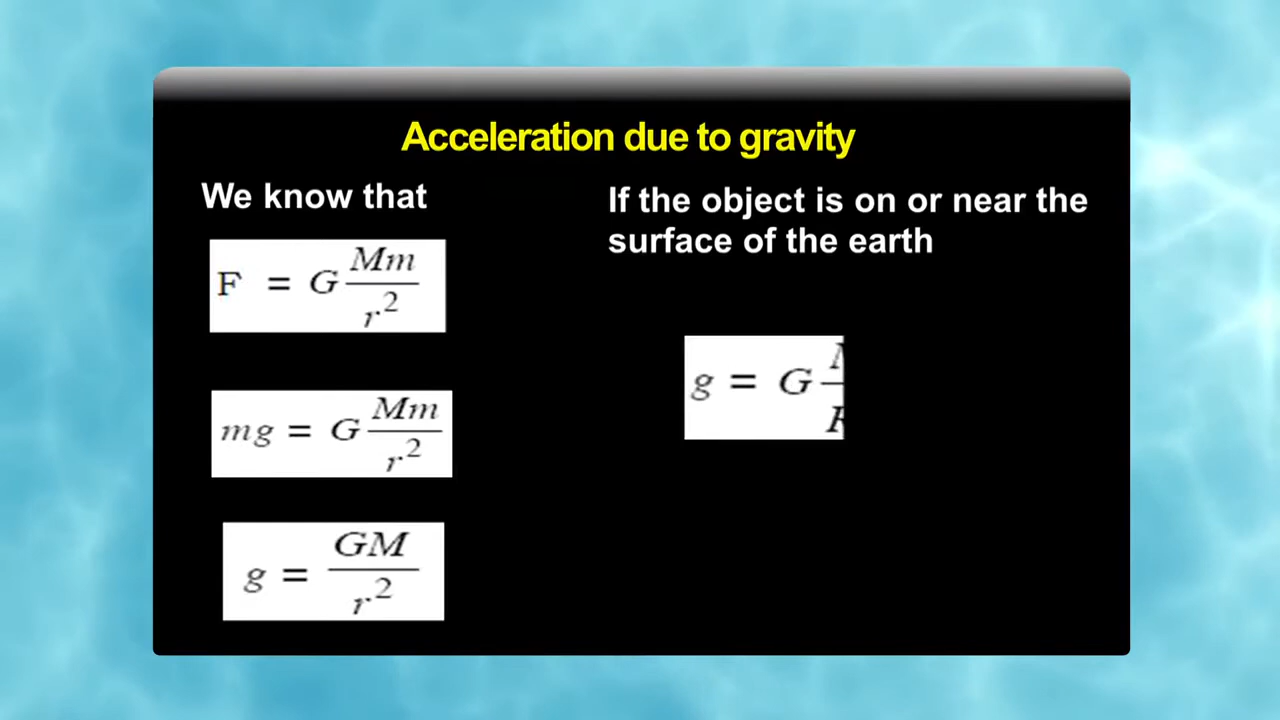 Acceleration due to gravity
We know that
F = G Mm / r²
mg = G Mm / r²
g = GM / r²
If the object is on or near the
surface of the earth
g = G